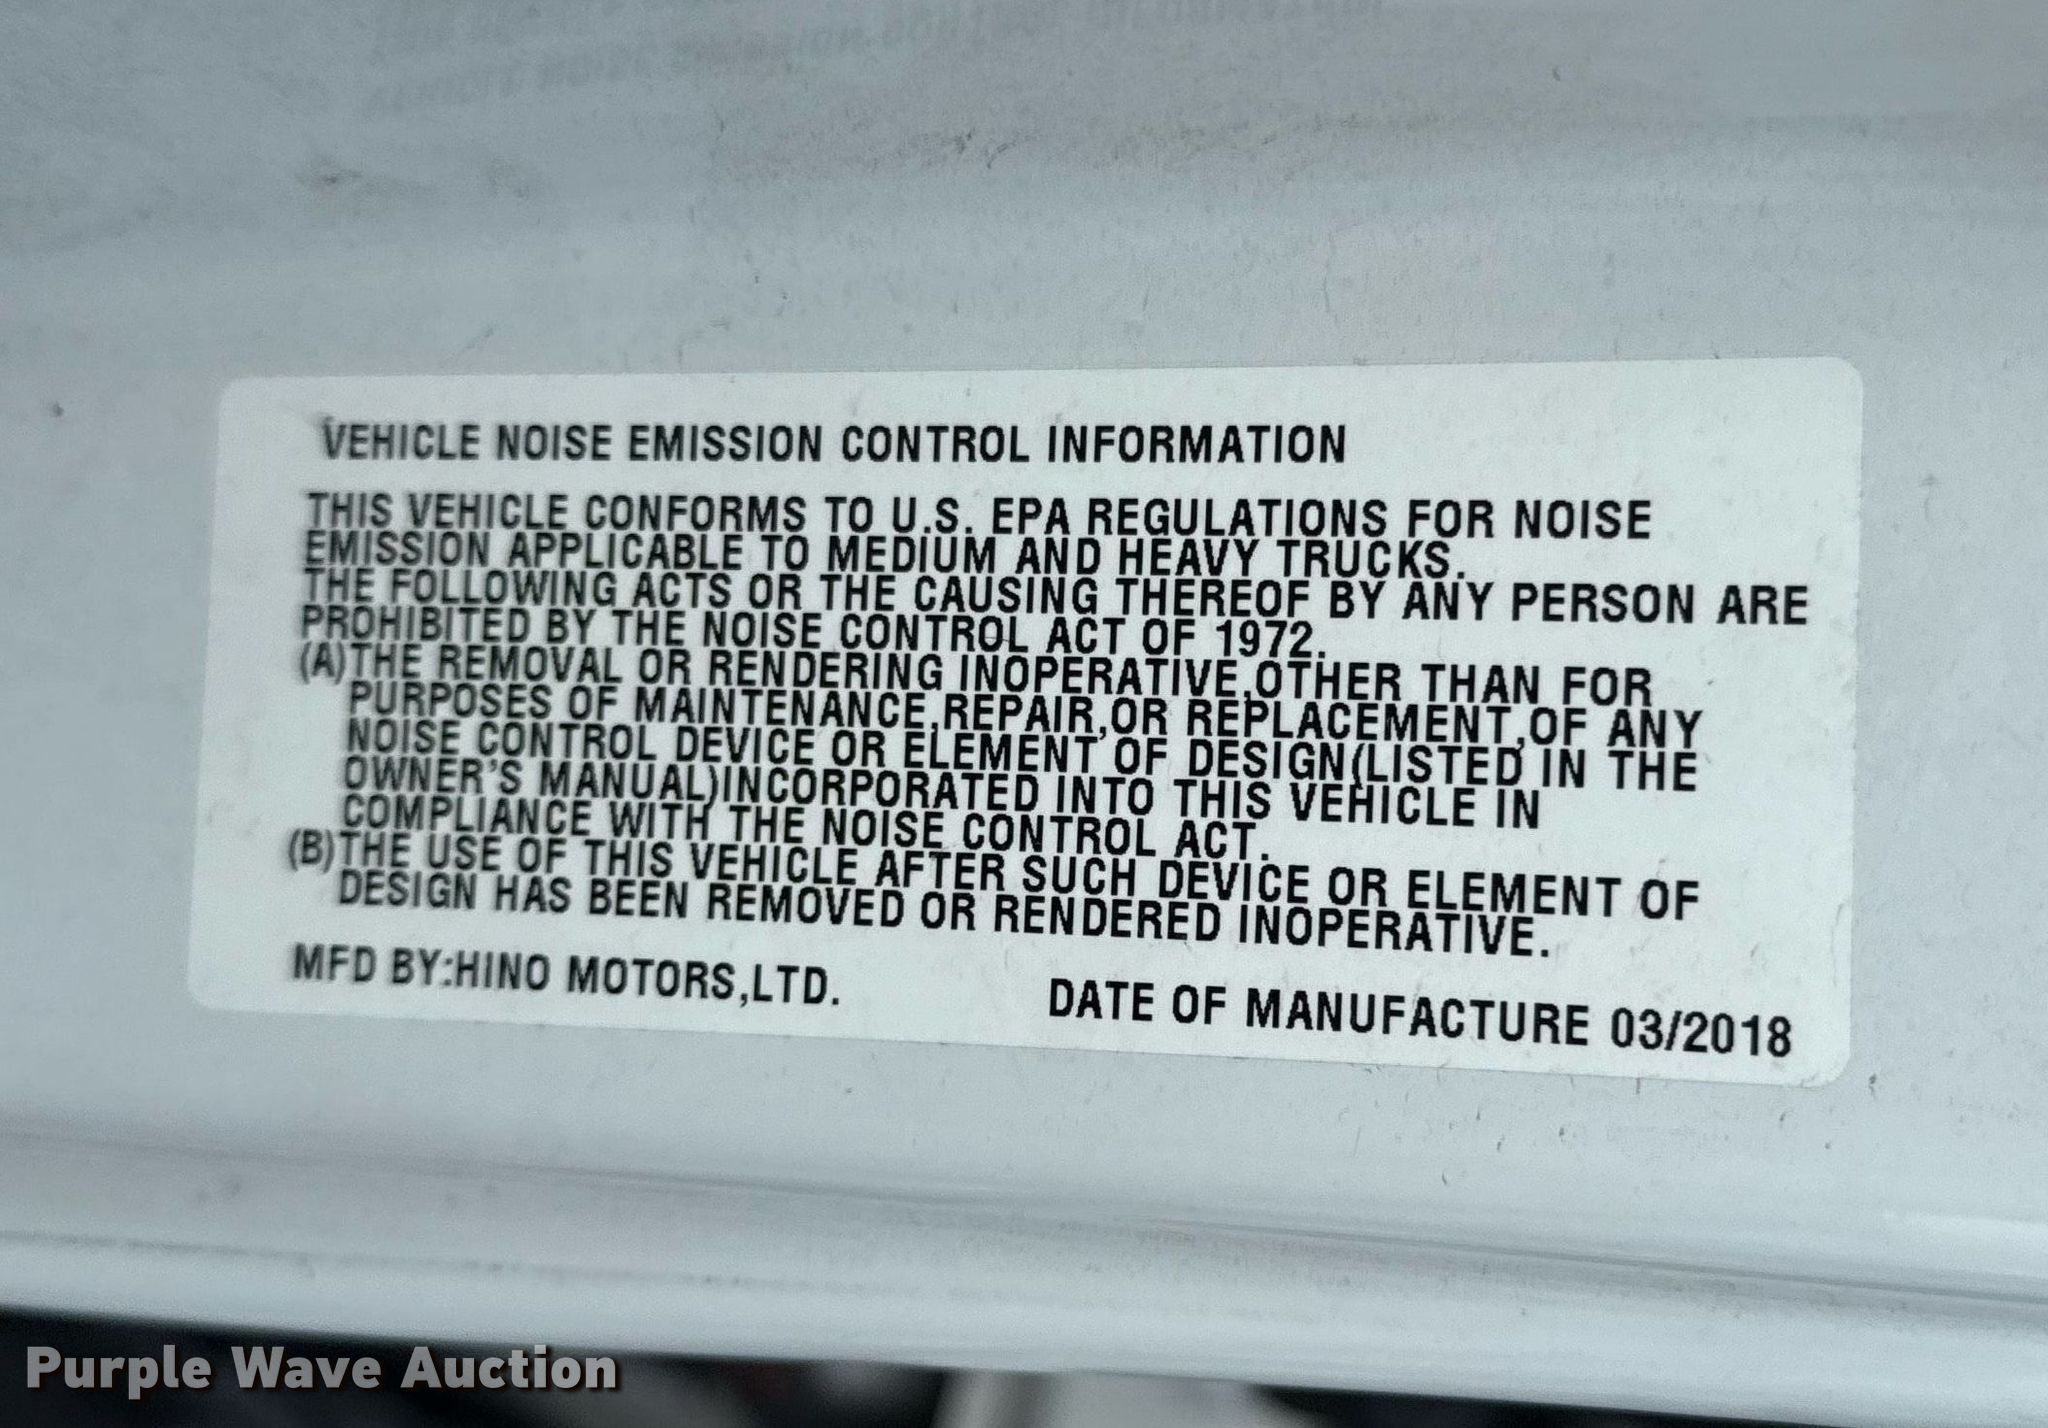 VEHICLE NOISE EMISSION CONTROL INFORMATION
THIS VEHICLE CONFORMS TO U.S. EPA REGULATIONS FOR NOISE
EMISSION APPLICABLE TO MEDIUM AND HEAVY TRUCKS.
THE FOLLOWING ACTS OR THE CAUSING THEREOF BY ANY PERSON ARE
PROHIBITED BY THE NOISE CONTROL ACT OF 1972.
(A)THE REMOVAL OR RENDERING INOPERATIVE,OTHER THAN FOR
PURPOSES OF MAINTENANCE,REPAIR,OR REPLACEMENT,OF ANY
NOISE CONTROL DEVICE OR ELEMENT OF DESIGN(LISTED IN THE
OWNER'S MANUAL)INCORPORATED INTO THIS VEHICLE IN
COMPLIANCE WITH THE NOISE CONTROL ACT.
(B)THE USE OF THIS VEHICLE AFTER SUCH DEVICE OR ELEMENT OF
DESIGN HAS BEEN REMOVED OR RENDERED INOPERATIVE.
MFD BY:HINO MOTORS,LTD.
DATE OF MANUFACTURE 03/2018
Purple Wave Auction